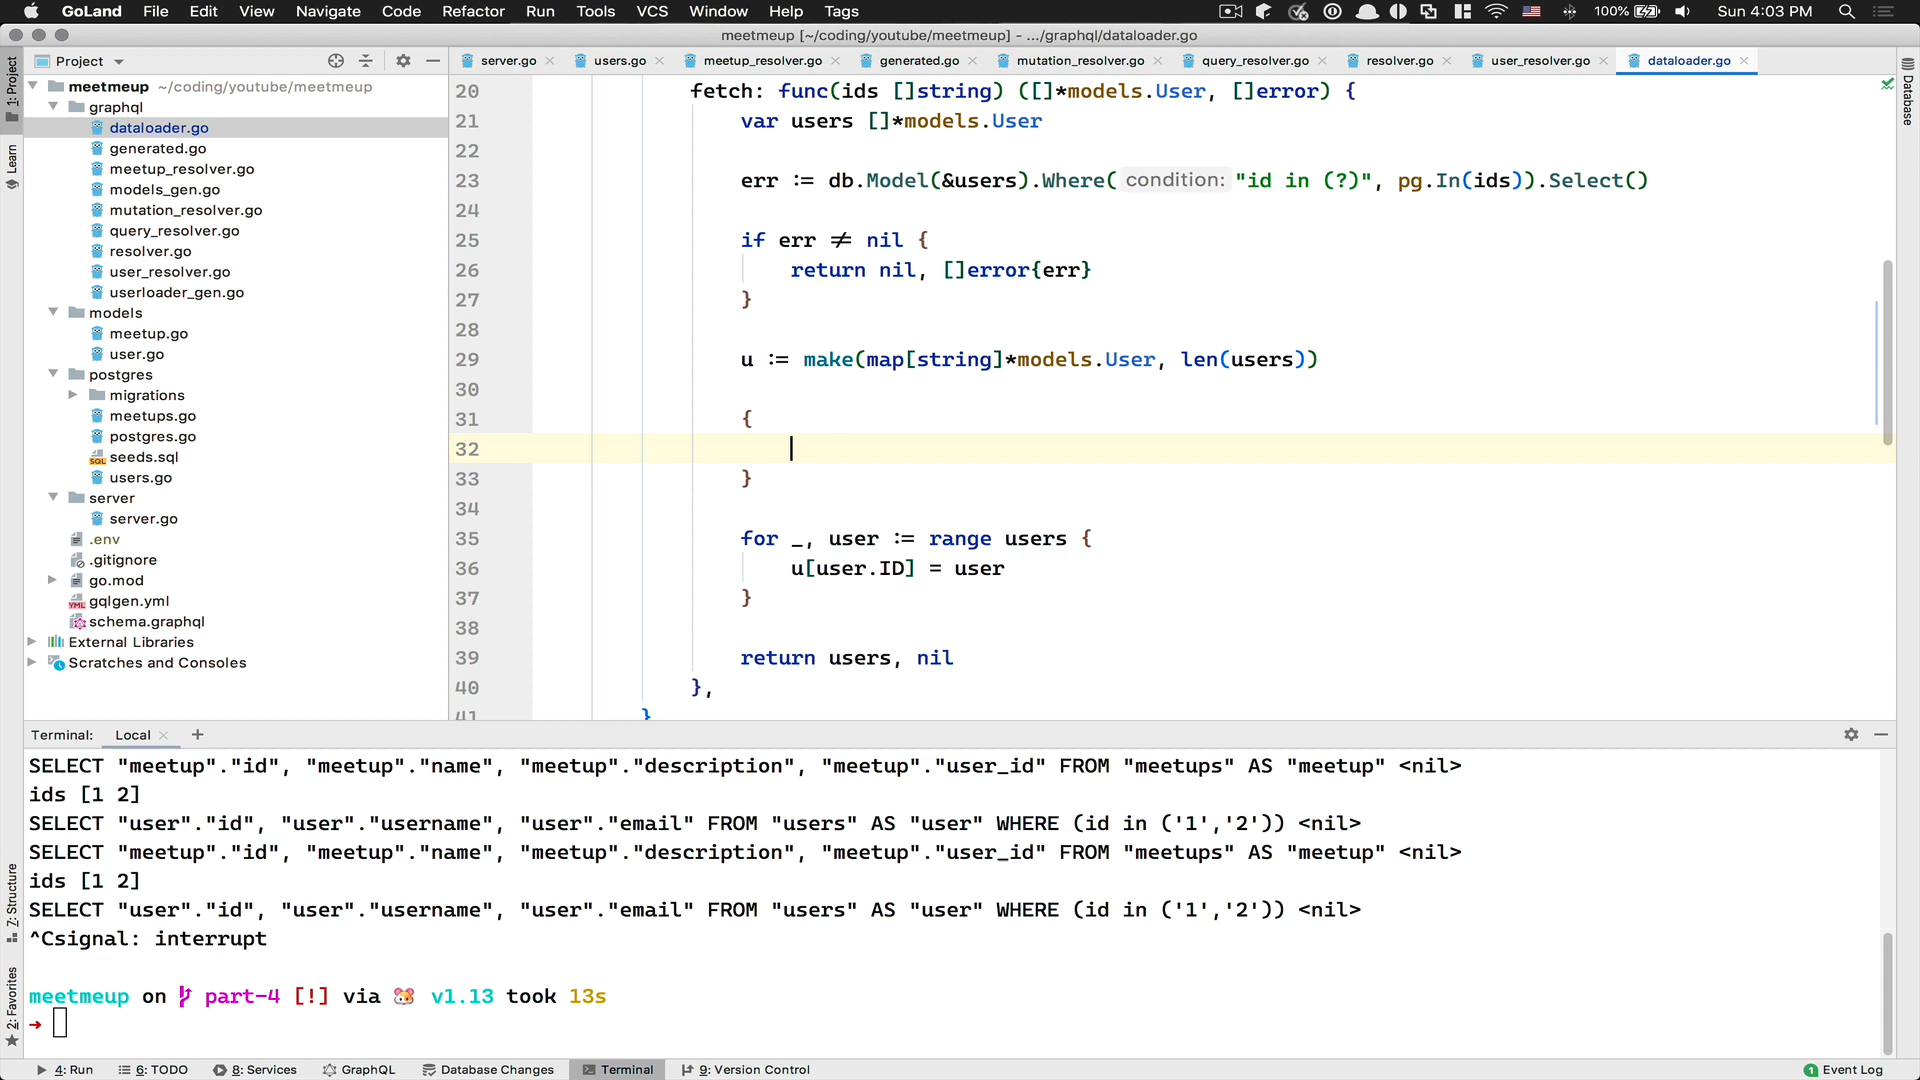 GoLand File Edit View Navigate Code Refactor Run Tools VCS Window Help Tags 100% Sun 4:03 PM
meetmeup [~/coding/youtube/meetmeup] - .../graphql/dataloader.go
Project
server.go users.go meetup_resolver.go generated.go mutation_resolver.go query_resolver.go resolver.go user_resolver.go dataloader.go
1: Project
Learn
Z: Structure
2: Favorites
Database
meetmeup ~/coding/youtube/meetmeup
graphql
dataloader.go
generated.go
meetup_resolver.go
models_gen.go
mutation_resolver.go
query_resolver.go
resolver.go
user_resolver.go
userloader_gen.go
models
meetup.go
user.go
postgres
migrations
meetups.go
postgres.go
seeds.sql
users.go
server
server.go
.env
.gitignore
go.mod
gqlgen.yml
schema.graphql
External Libraries
Scratches and Consoles
20 fetch: func(ids []string) ([]*models.User, []error) {
21 var users []*models.User
22
23 err := db.Model(&users).Where( condition: "id in (?)", pg.In(ids)).Select()
24
25 if err ≠ nil {
26 return nil, []error{err}
27 }
28
29 u := make(map[string]*models.User, len(users))
30
31 {
32
33 }
34
35 for _, user := range users {
36 u[user.ID] = user
37 }
38
39 return users, nil
40 },
41 }
Terminal: Local +
SELECT "meetup"."id", "meetup"."name", "meetup"."description", "meetup"."user_id" FROM "meetups" AS "meetup" <nil>
ids [1 2]
SELECT "user"."id", "user"."username", "user"."email" FROM "users" AS "user" WHERE (id in ('1','2')) <nil>
SELECT "meetup"."id", "meetup"."name", "meetup"."description", "meetup"."user_id" FROM "meetups" AS "meetup" <nil>
ids [1 2]
SELECT "user"."id", "user"."username", "user"."email" FROM "users" AS "user" WHERE (id in ('1','2')) <nil>
^Csignal: interrupt
meetmeup on part-4 [!] via 🐹 v1.13 took 13s
➜
4: Run 6: TODO 8: Services GraphQL Database Changes Terminal 9: Version Control 1 Event Log